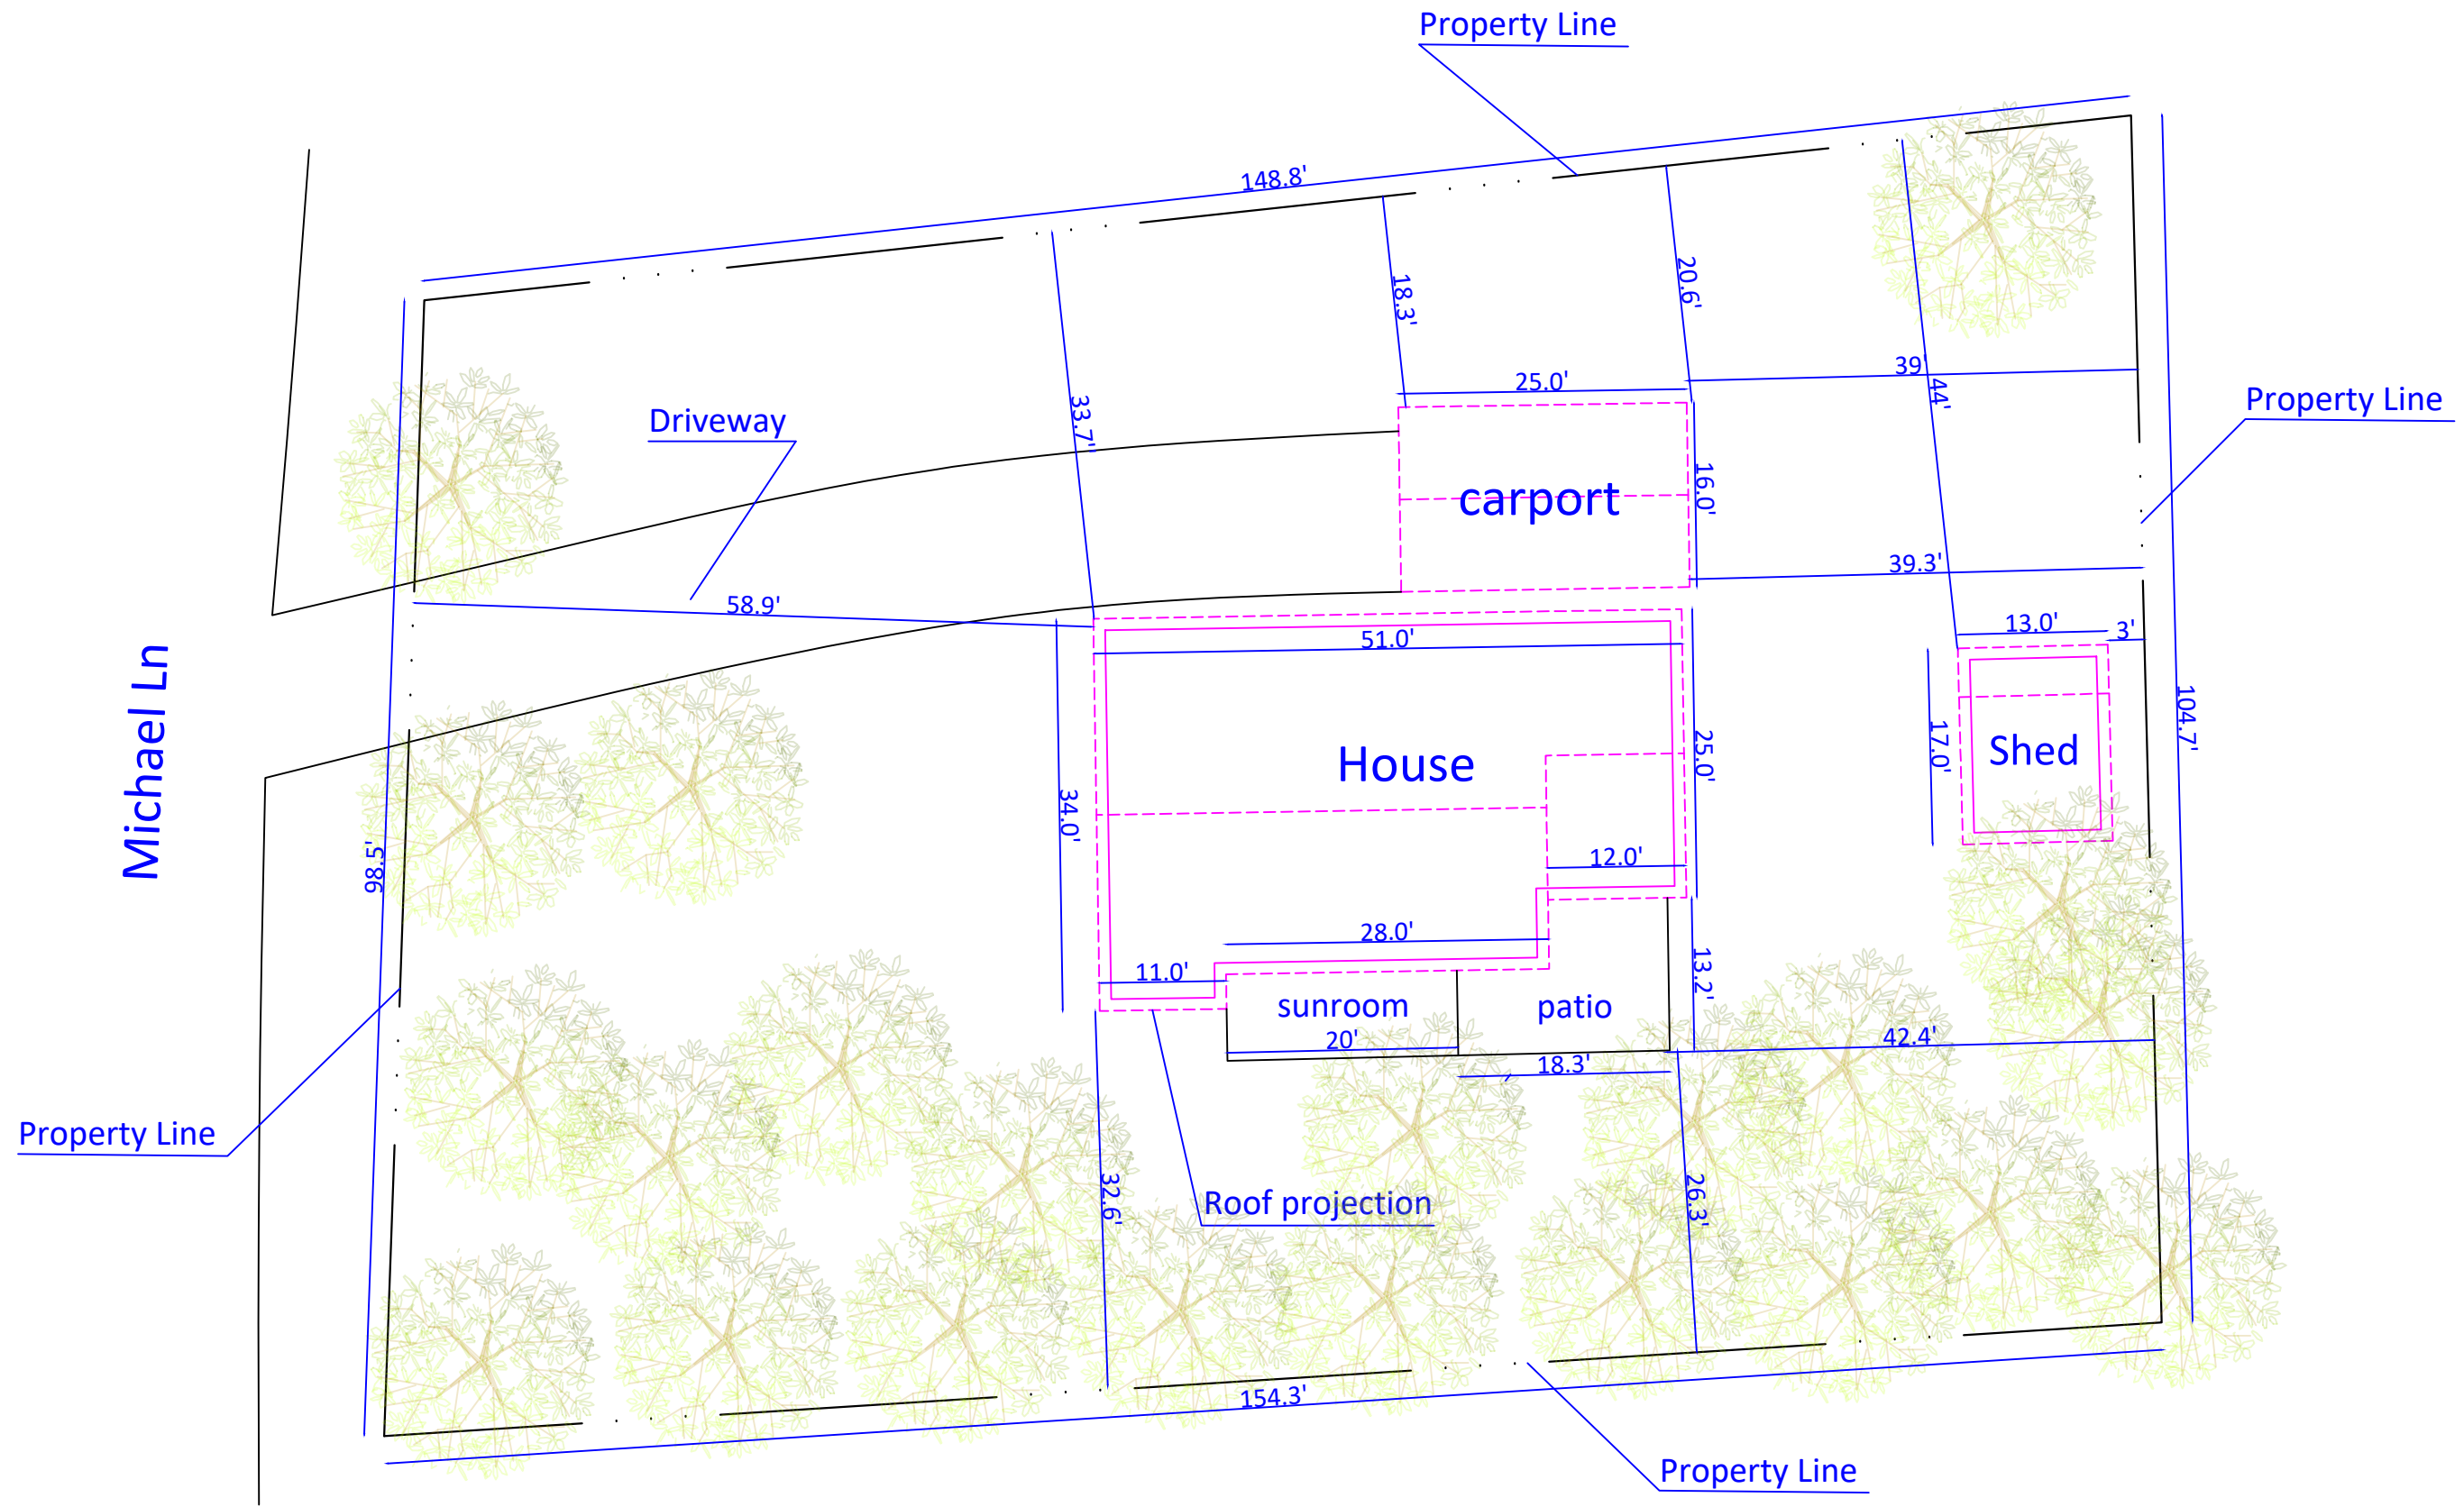 Property Line
148.8'
20.6'
18.3'
39'
25.0'
44'
33.7'
Driveway
Property Line
carport
16.0'
39.3'
58.9'
13.0'
3'
51.0'
Michael Ln
104.7'
House
Shed
25.0'
17.0'
34.0'
12.0'
98.5'
28.0'
11.0'
13.2'
sunroom
patio
20'
42.4'
18.3'
Property Line
32.6'
Roof projection
26.3'
154.3'
Property Line